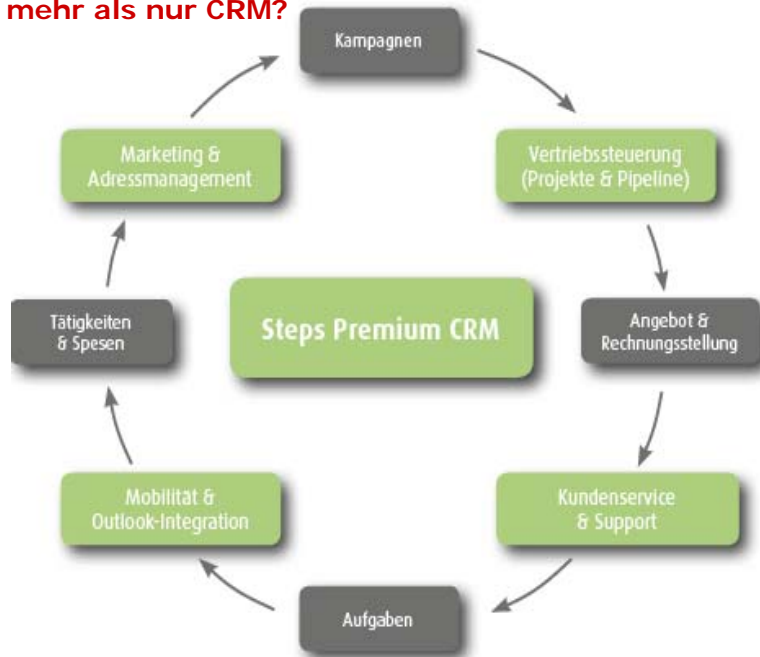 mehr als nur CRM?
Kampagnen
Marketing &
Adressmanagement
Vertriebssteuerung
(Projekte & Pipeline)
Tätigkeiten
& Spesen
Steps Premium CRM
Angebot &
Rechnungsstellung
Mobilität &
Outlook-Integration
Kundenservice
& Support
Aufgaben